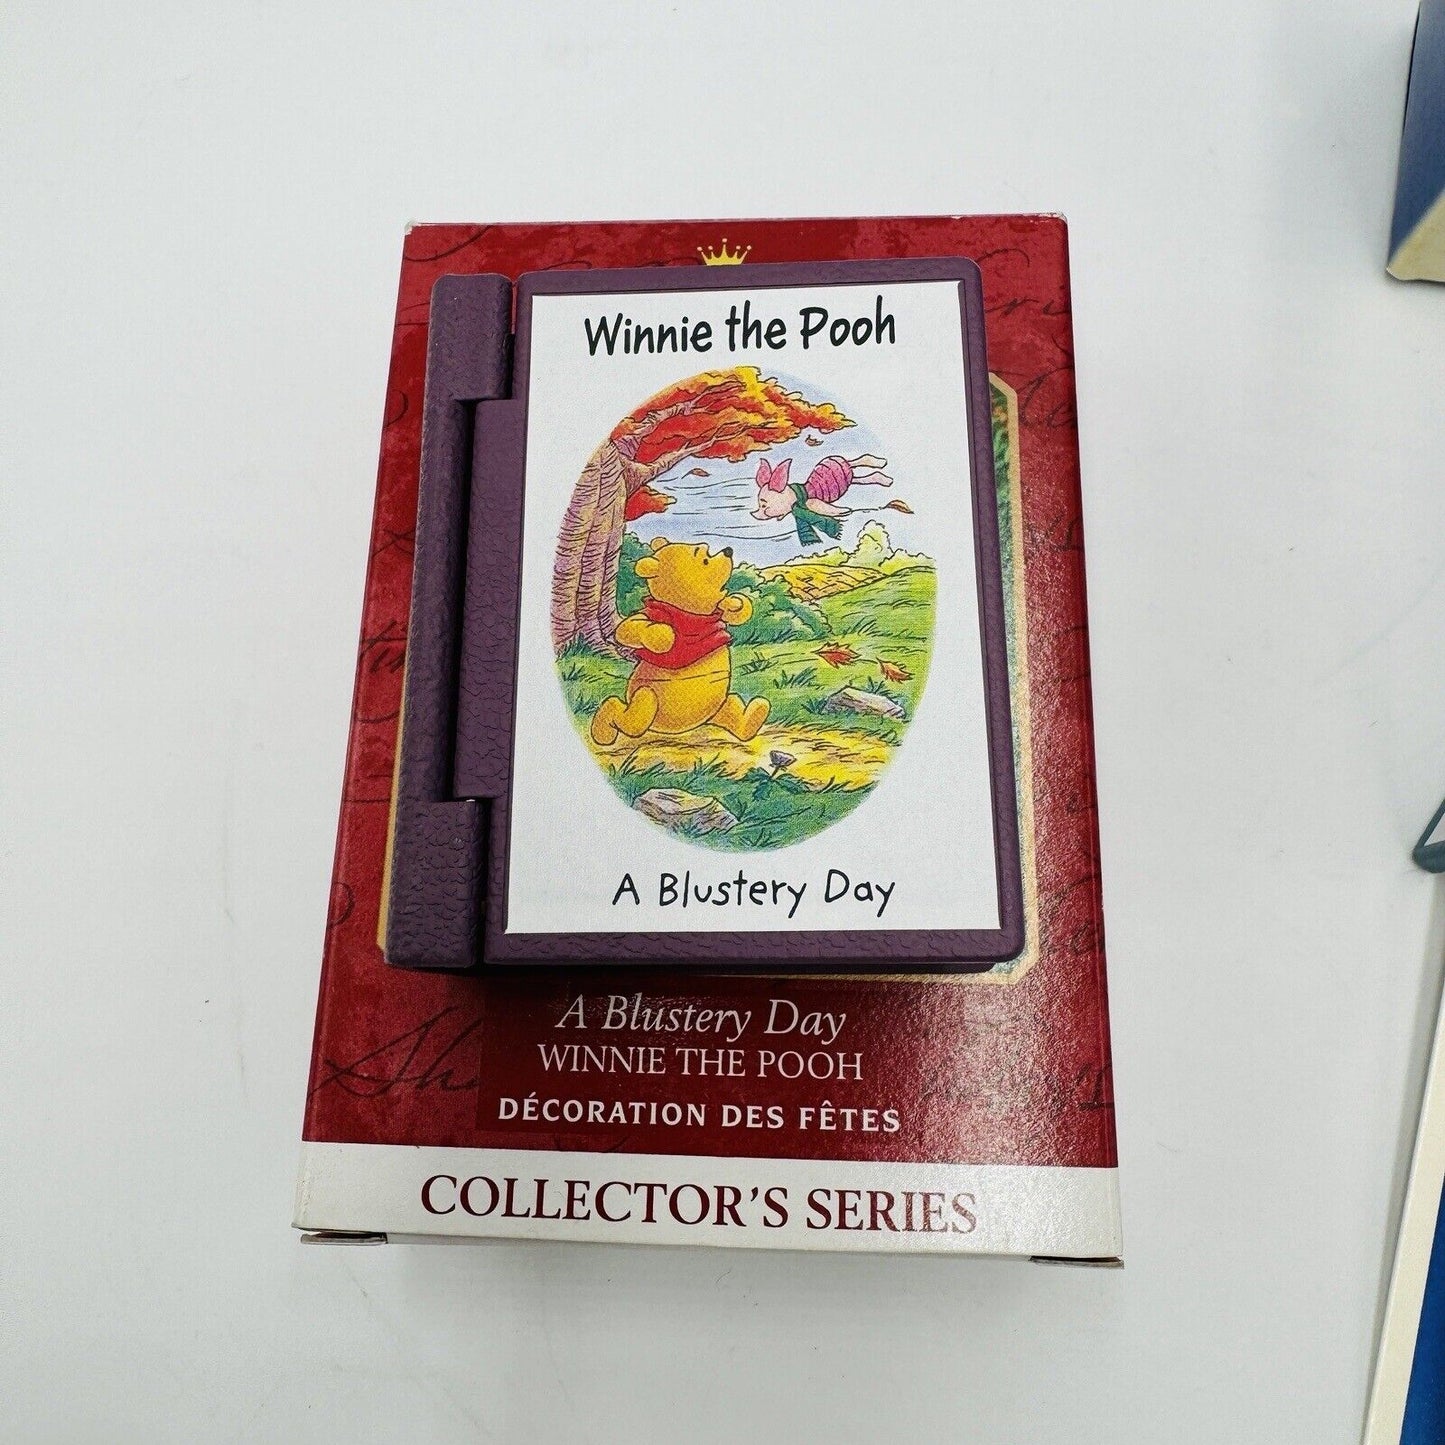 Winnie the Pooh
A Blustery Day
A Blustery Day
WINNIE THE POOH
DÉCORATION DES FÊTES
COLLECTOR'S SERIES